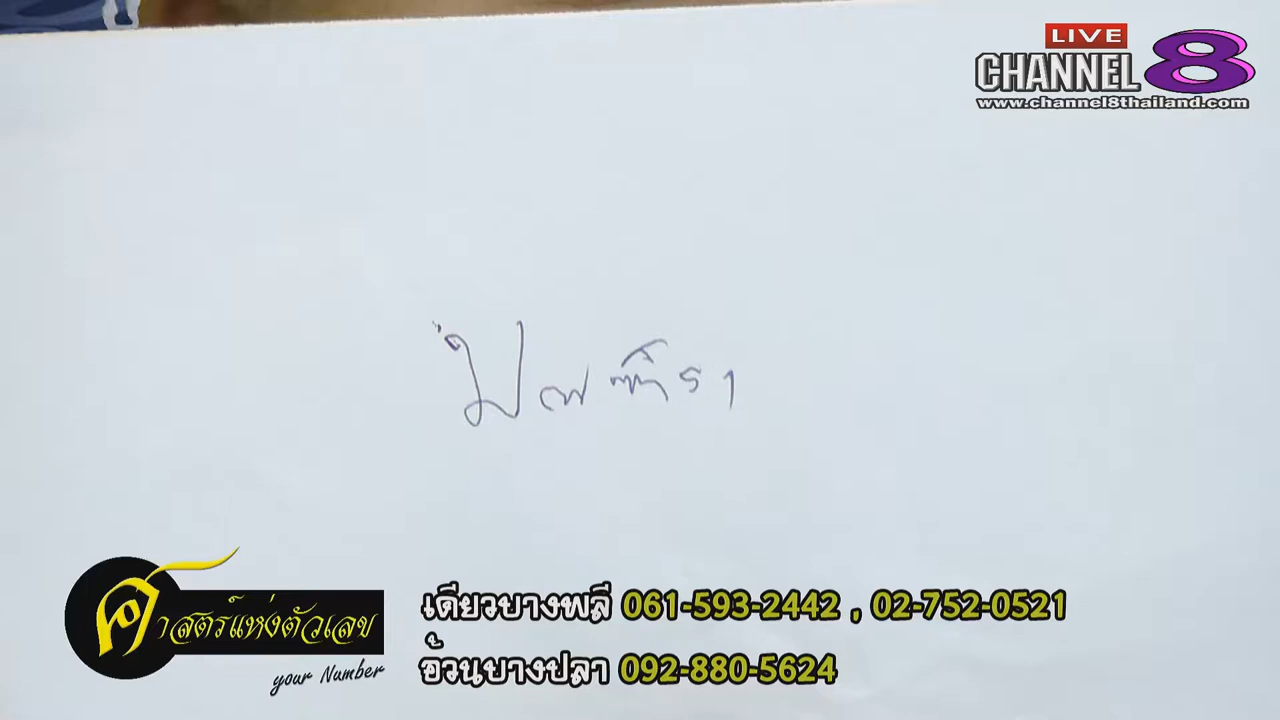 LIVE
CHANNEL 8
www.channel8thailand.com
ศาสตร์แห่งตัวเลข
your Number
เดียวบางพลี 061-593-2442 , 02-752-0521
อ้วนบางปลา 092-880-5624